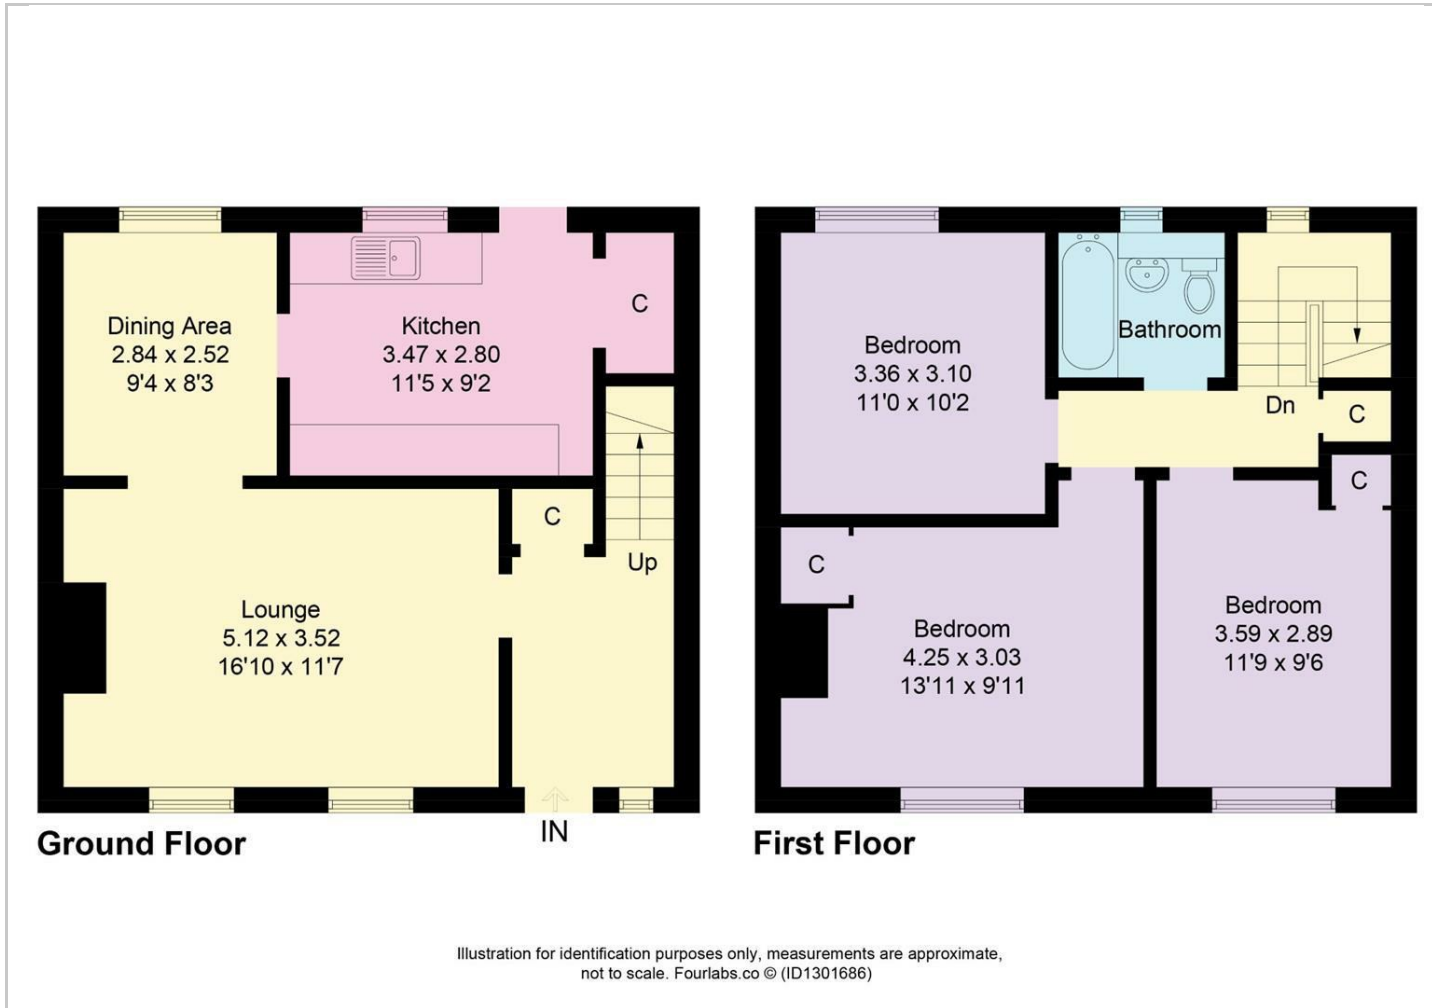 Dining Area
2.84 x 2.52
9'4 x 8'3
Kitchen
3.47 x 2.80
11'5 x 9'2
C
C
Up
Lounge
5.12 x 3.52
16'10 x 11'7
IN
Ground Floor
Bedroom
3.36 x 3.10
11'0 x 10'2
Bathroom
Dn
C
C
C
Bedroom
4.25 x 3.03
13'11 x 9'11
Bedroom
3.59 x 2.89
11'9 x 9'6
First Floor
Illustration for identification purposes only, measurements are approximate,
not to scale. Fourlabs.co © (ID1301686)